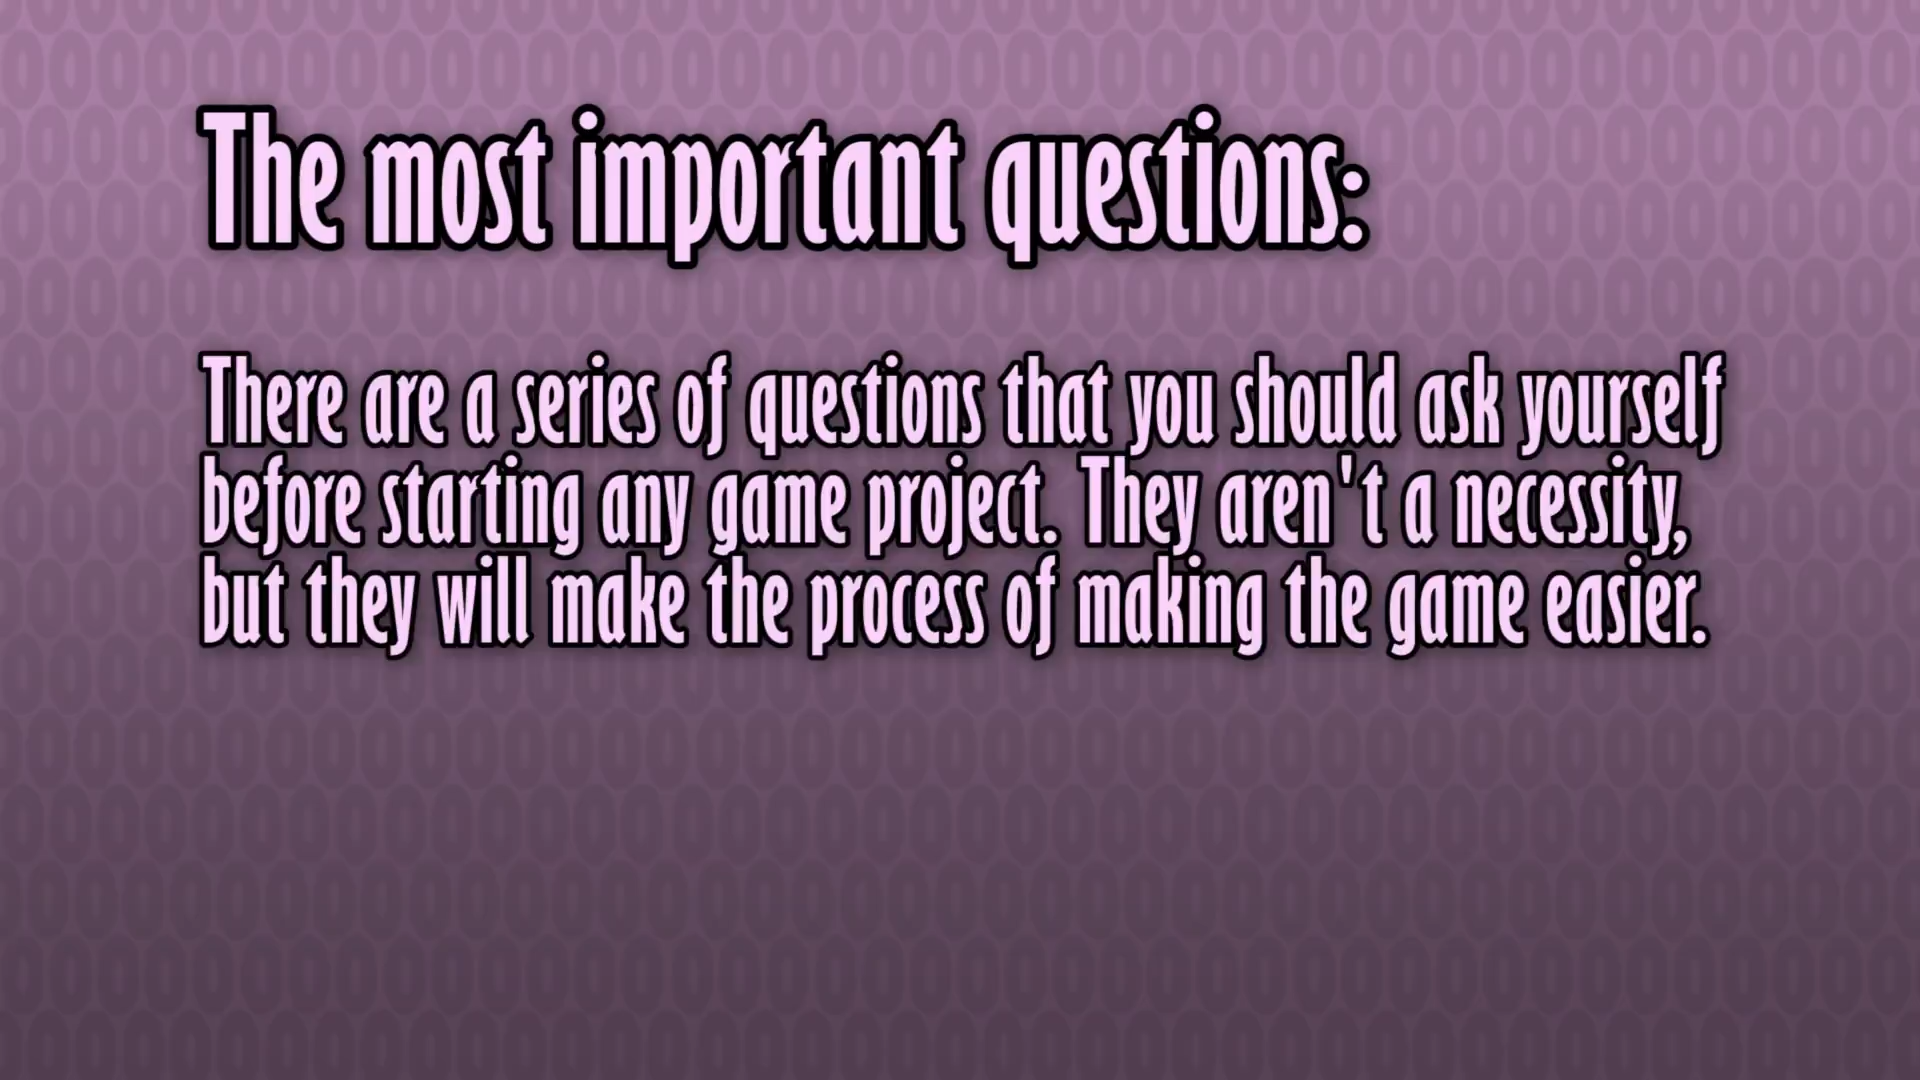 The most important questions:
There are a series of questions that you should ask yourself
before starting any game project. They aren't a necessity,
but they will make the process of making the game easier.